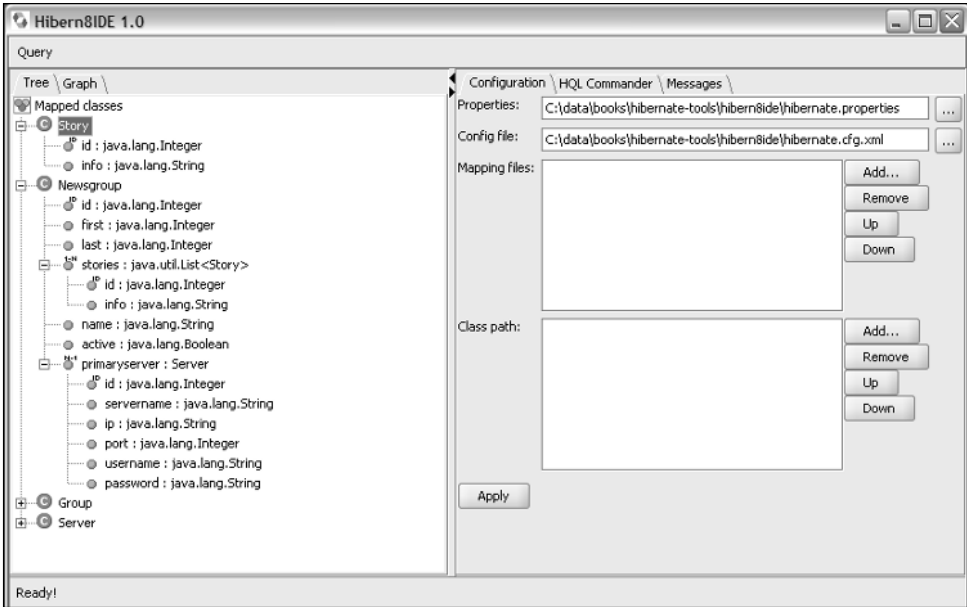 Hibern8IDE 1.0
Query
Tree Graph
Mapped classes
C Story
ID id : java.lang.Integer
info : java.lang.String
C Newsgroup
ID id : java.lang.Integer
first : java.lang.Integer
last : java.lang.Integer
1-N stories : java.util.List<Story>
ID id : java.lang.Integer
info : java.lang.String
name : java.lang.String
active : java.lang.Boolean
N-1 primaryserver : Server
ID id : java.lang.Integer
servername : java.lang.String
ip : java.lang.String
port : java.lang.Integer
username : java.lang.String
password : java.lang.String
C Group
C Server
Configuration HQL Commander Messages
Properties: C:\data\books\hibernate-tools\hibern8ide\hibernate.properties ...
Config file: C:\data\books\hibernate-tools\hibern8ide\hibernate.cfg.xml ...
Mapping files: Add...
Remove
Up
Down
Class path: Add...
Remove
Up
Down
Apply
Ready!